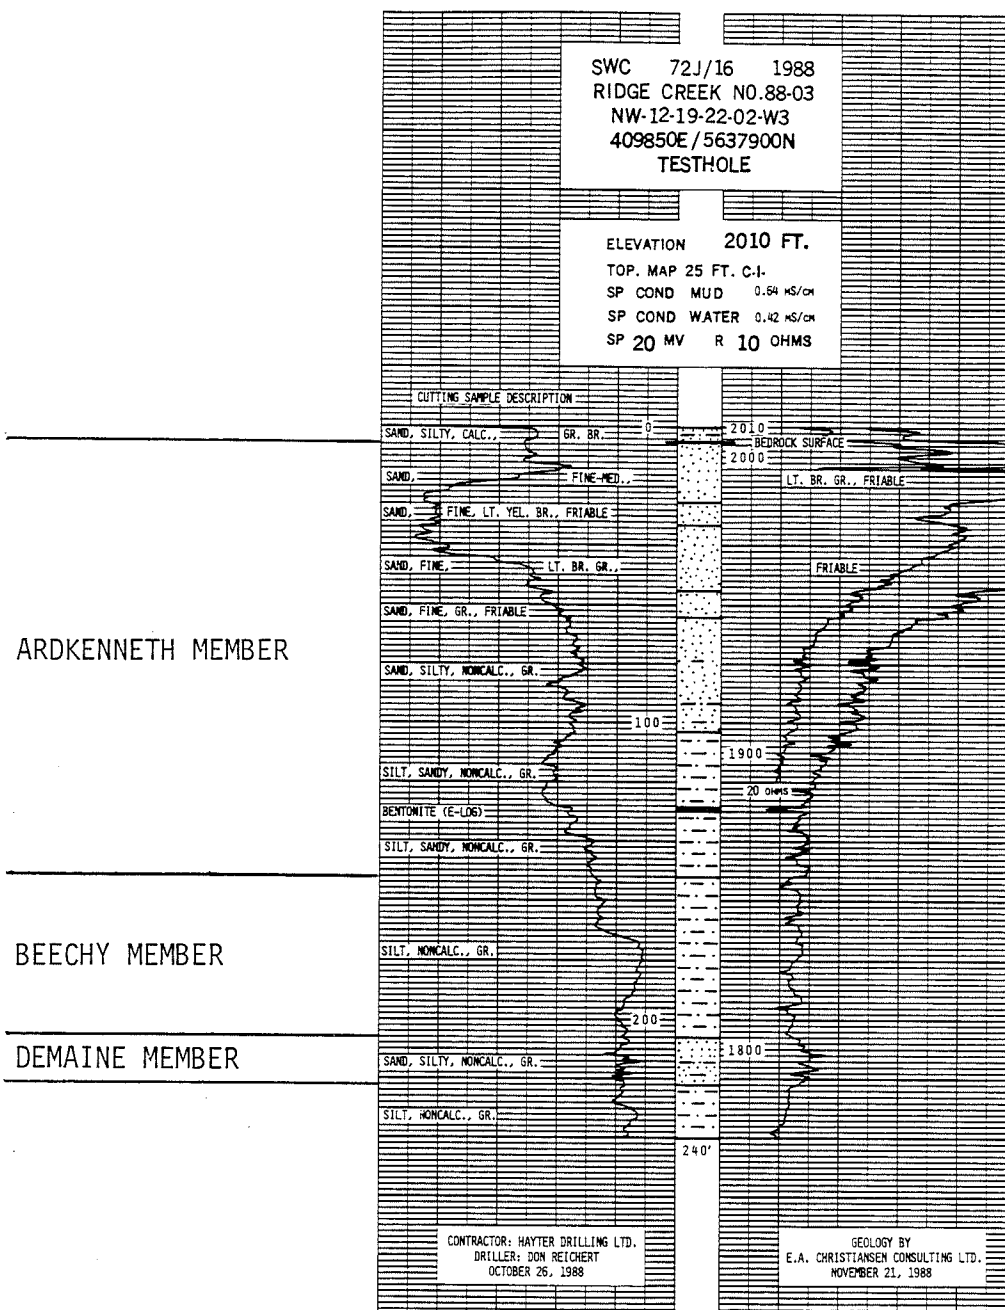 SWC 72J/16 1988
RIDGE CREEK NO.88-03
NW-12-19-22-02-W3
409850E/5637900N
TESTHOLE
ELEVATION 2010 FT.
TOP. MAP 25 FT. C.I.
SP COND MUD 0.64 MS/CM
SP COND WATER 0.42 MS/CM
SP 20 MV R 10 OHMS
CUTTING SAMPLE DESCRIPTION
SAND, SILTY, CALC., GR. BR. 0 2010
BEDROCK SURFACE
2000
SAND, FINE-MED., LT. BR. GR., FRIABLE
SAND, FINE, LT. YEL. BR., FRIABLE
SAND, FINE, LT. BR. GR., FRIABLE
SAND, FINE, GR., FRIABLE
ARDKENNETH MEMBER
SAND, SILTY, NONCALC., GR.
100
1900
SILT, SANDY, NONCALC., GR.
20 OHMS
BENTONITE (E-LOG)
SILT, SANDY, NONCALC., GR.
BEECHY MEMBER
SILT, NONCALC., GR.
200
1800
DEMAINE MEMBER
SAND, SILTY, NONCALC., GR.
SILT, NONCALC., GR.
240'
CONTRACTOR: HAYTER DRILLING LTD.
DRILLER: DON REICHERT
OCTOBER 26, 1988
GEOLOGY BY
E.A. CHRISTIANSEN CONSULTING LTD.
NOVEMBER 21, 1988